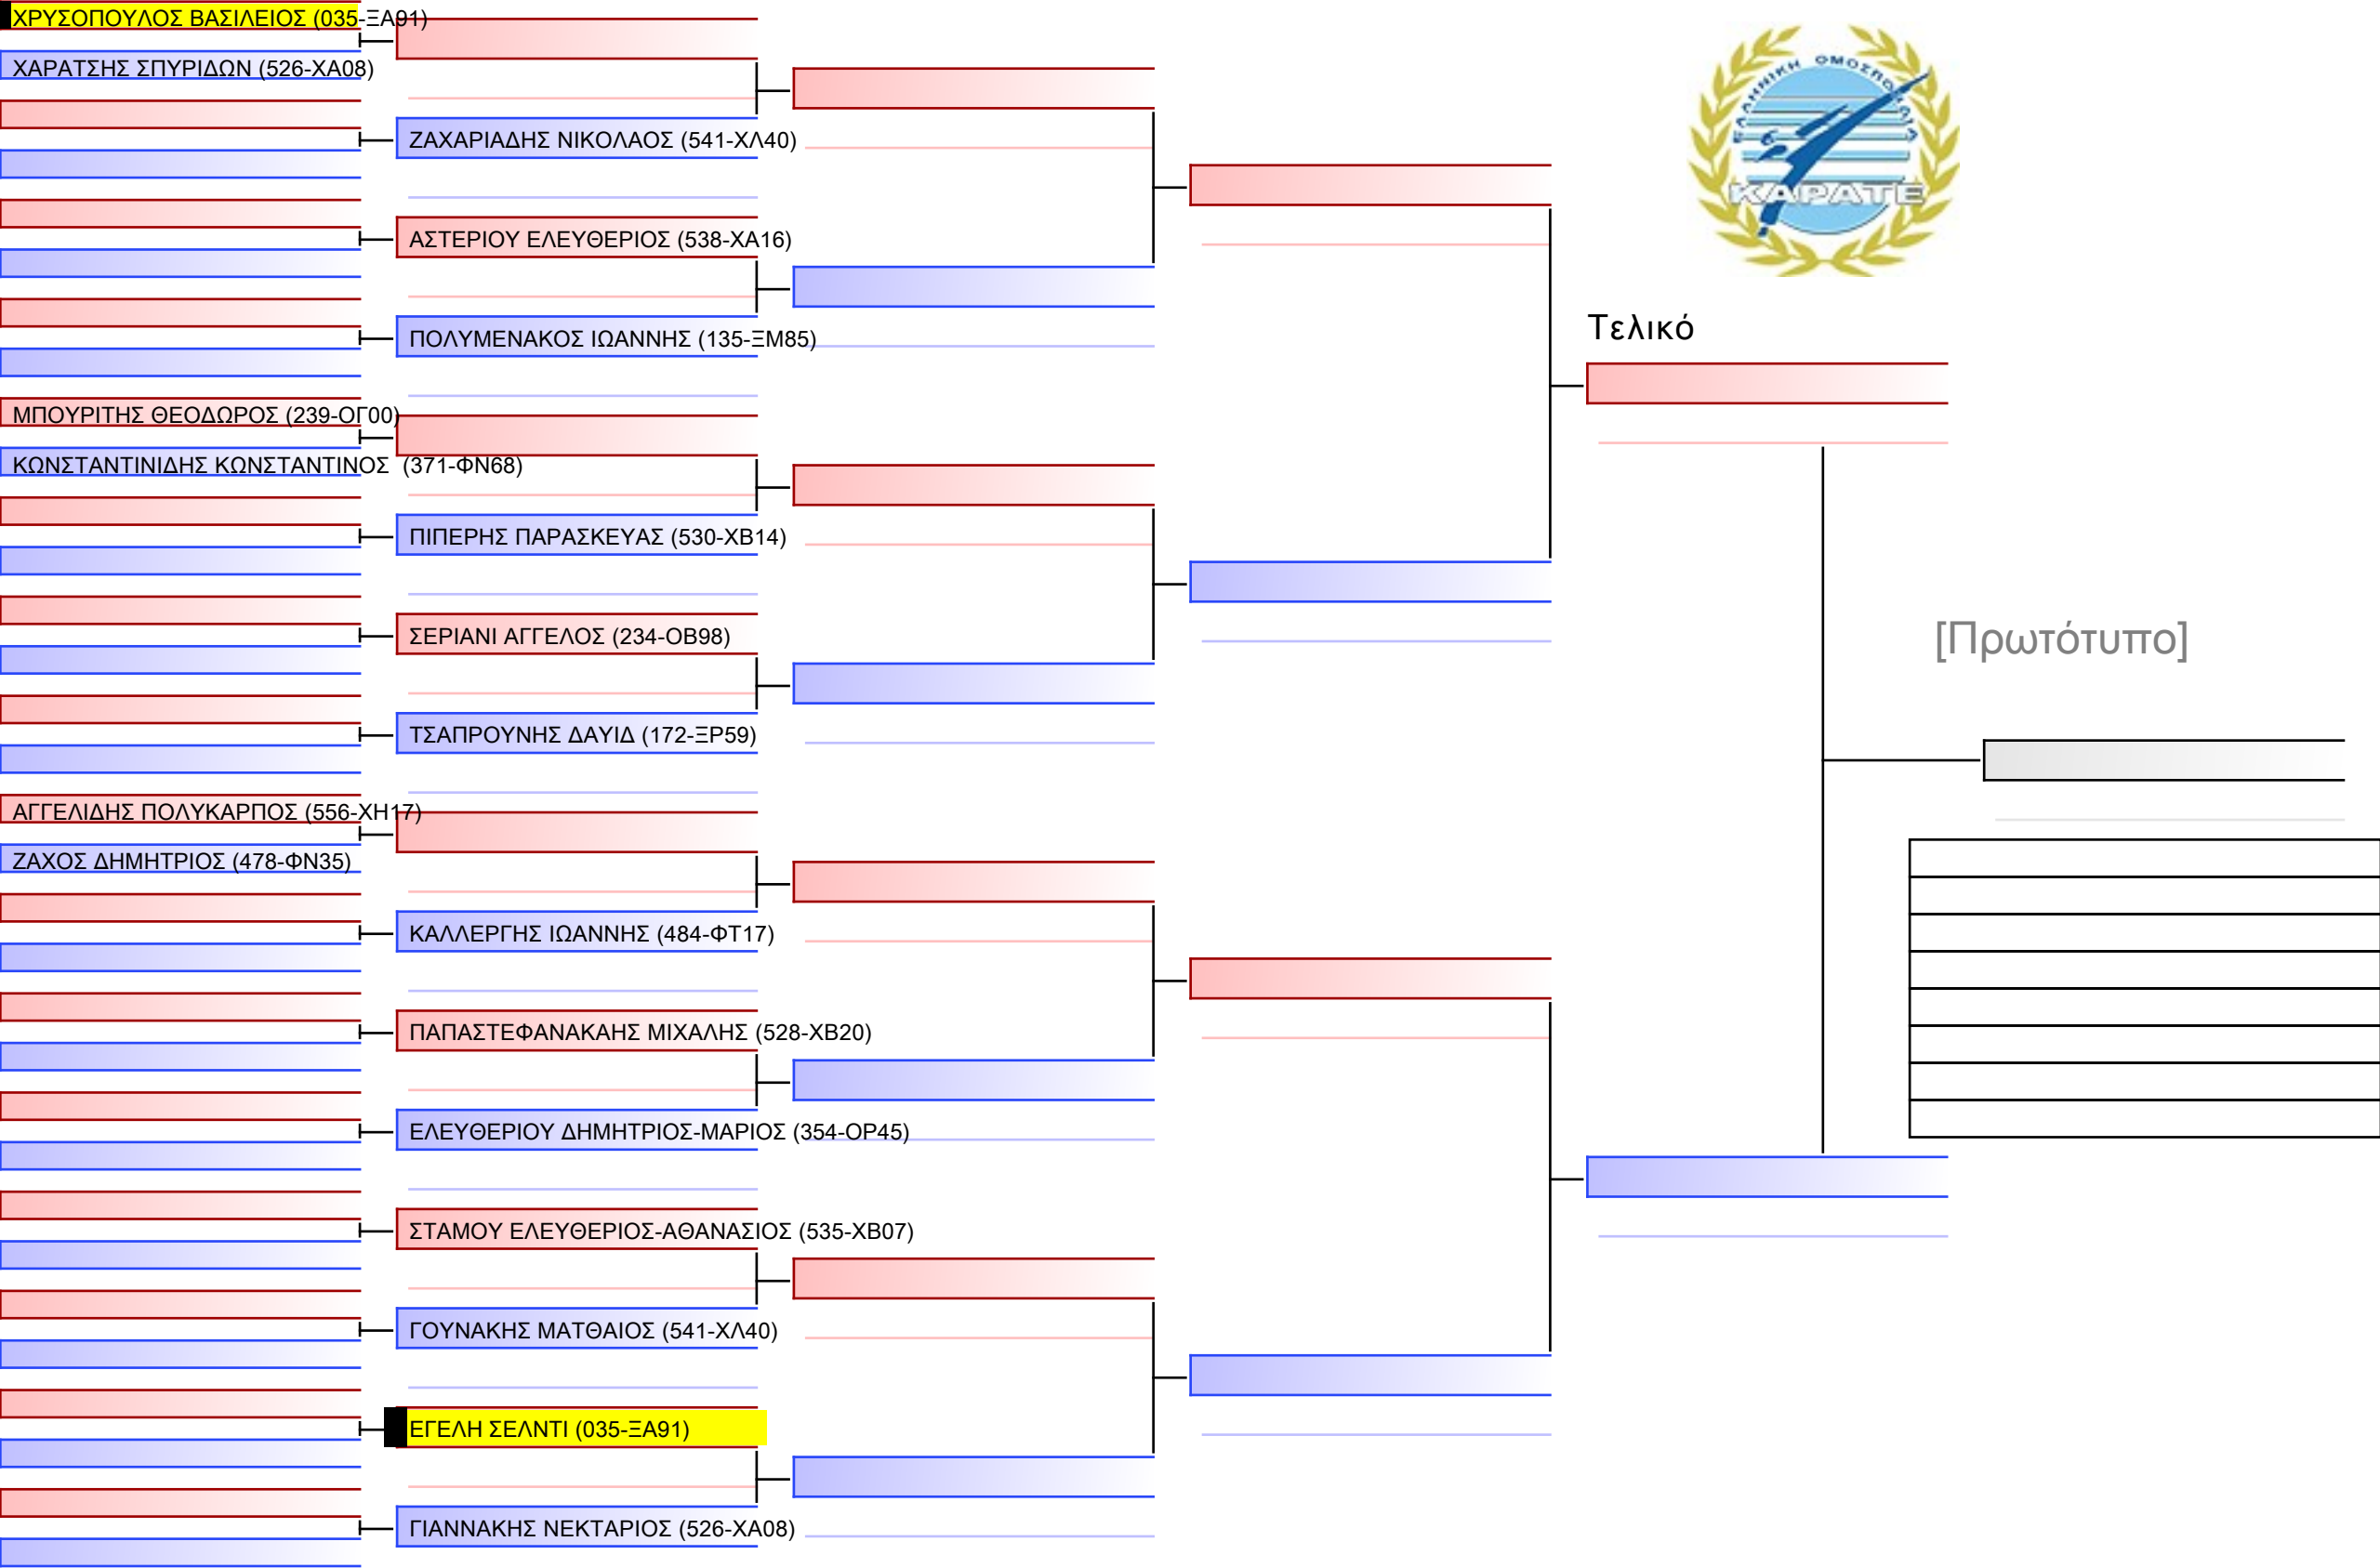 ΧΡΥΣΟΠΟΥΛΟΣ ΒΑΣΙΛΕΙΟΣ (035-ΞΑ91)
ΧΑΡΑΤΣΗΣ ΣΠΥΡΙΔΩΝ (526-ΧΑ08)
ΖΑΧΑΡΙΑΔΗΣ ΝΙΚΟΛΑΟΣ (541-ΧΛ40)
ΑΣΤΕΡΙΟΥ ΕΛΕΥΘΕΡΙΟΣ (538-ΧΑ16)
ΠΟΛΥΜΕΝΑΚΟΣ ΙΩΑΝΝΗΣ (135-ΞΜ85)
ΜΠΟΥΡΙΤΗΣ ΘΕΟΔΩΡΟΣ (239-ΟΓ00)
ΚΩΝΣΤΑΝΤΙΝΙΔΗΣ ΚΩΝΣΤΑΝΤΙΝΟΣ (371-ΦΝ68)
ΠΙΠΕΡΗΣ ΠΑΡΑΣΚΕΥΑΣ (530-ΧΒ14)
ΣΕΡΙΑΝΙ ΑΓΓΕΛΟΣ (234-ΟΒ98)
ΤΣΑΠΡΟΥΝΗΣ ΔΑΥΙΔ (172-ΞΡ59)
ΑΓΓΕΛΙΔΗΣ ΠΟΛΥΚΑΡΠΟΣ (556-ΧΗ17)
ΖΑΧΟΣ ΔΗΜΗΤΡΙΟΣ (478-ΦΝ35)
ΚΑΛΛΕΡΓΗΣ ΙΩΑΝΝΗΣ (484-ΦΤ17)
ΠΑΠΑΣΤΕΦΑΝΑΚΑΗΣ ΜΙΧΑΛΗΣ (528-ΧΒ20)
ΕΛΕΥΘΕΡΙΟΥ ΔΗΜΗΤΡΙΟΣ-ΜΑΡΙΟΣ (354-ΟΡ45)
ΣΤΑΜΟΥ ΕΛΕΥΘΕΡΙΟΣ-ΑΘΑΝΑΣΙΟΣ (535-ΧΒ07)
ΓΟΥΝΑΚΗΣ ΜΑΤΘΑΙΟΣ (541-ΧΛ40)
ΕΓΕΛΗ ΣΕΛΝΤΙ (035-ΞΑ91)
ΓΙΑΝΝΑΚΗΣ ΝΕΚΤΑΡΙΟΣ (526-ΧΑ08)
ΕΛΛΗΝΙΚΗ ΟΜΟΣΠΟΝΔΙΑ
ΚΑΡΑΤΕ
Τελικό
[Πρωτότυπο]